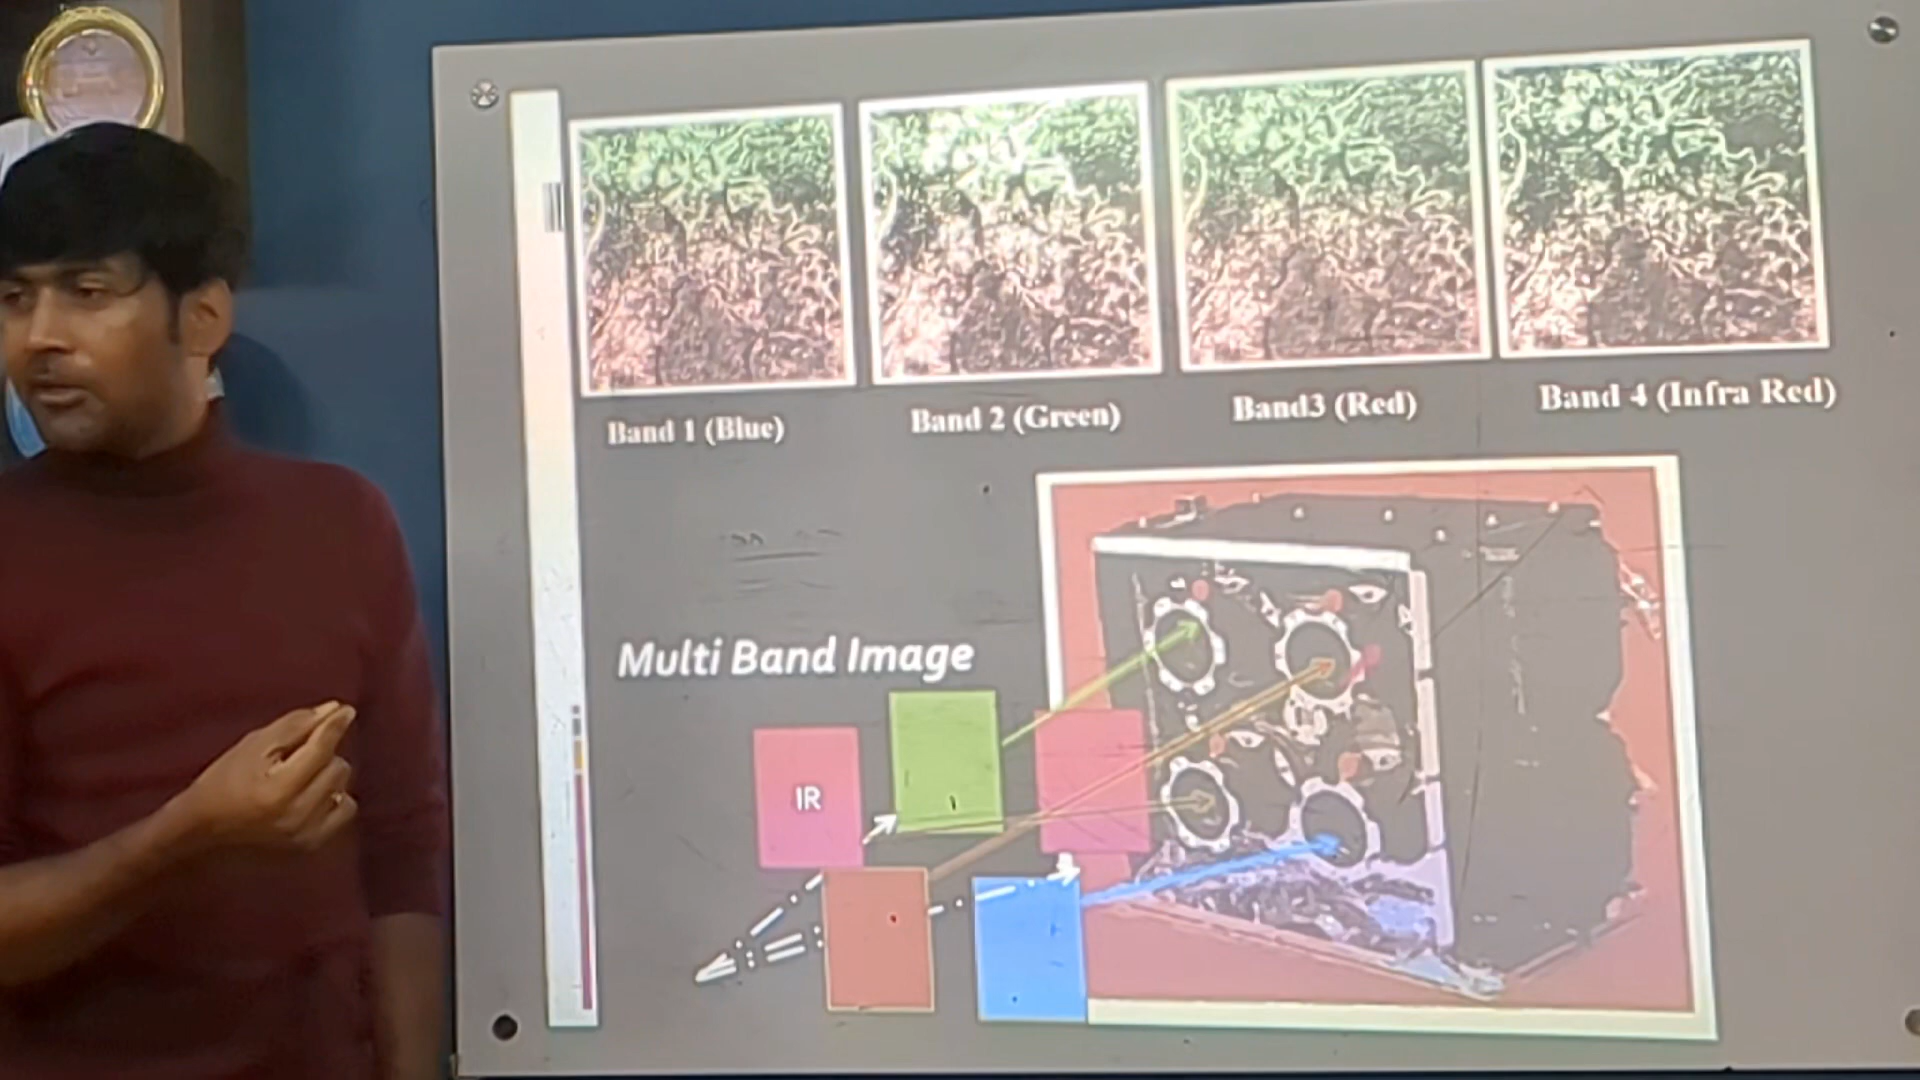 Band 1 (Blue)
Band 2 (Green)
Band3 (Red)
Band 4 (Infra Red)
Multi Band Image
IR